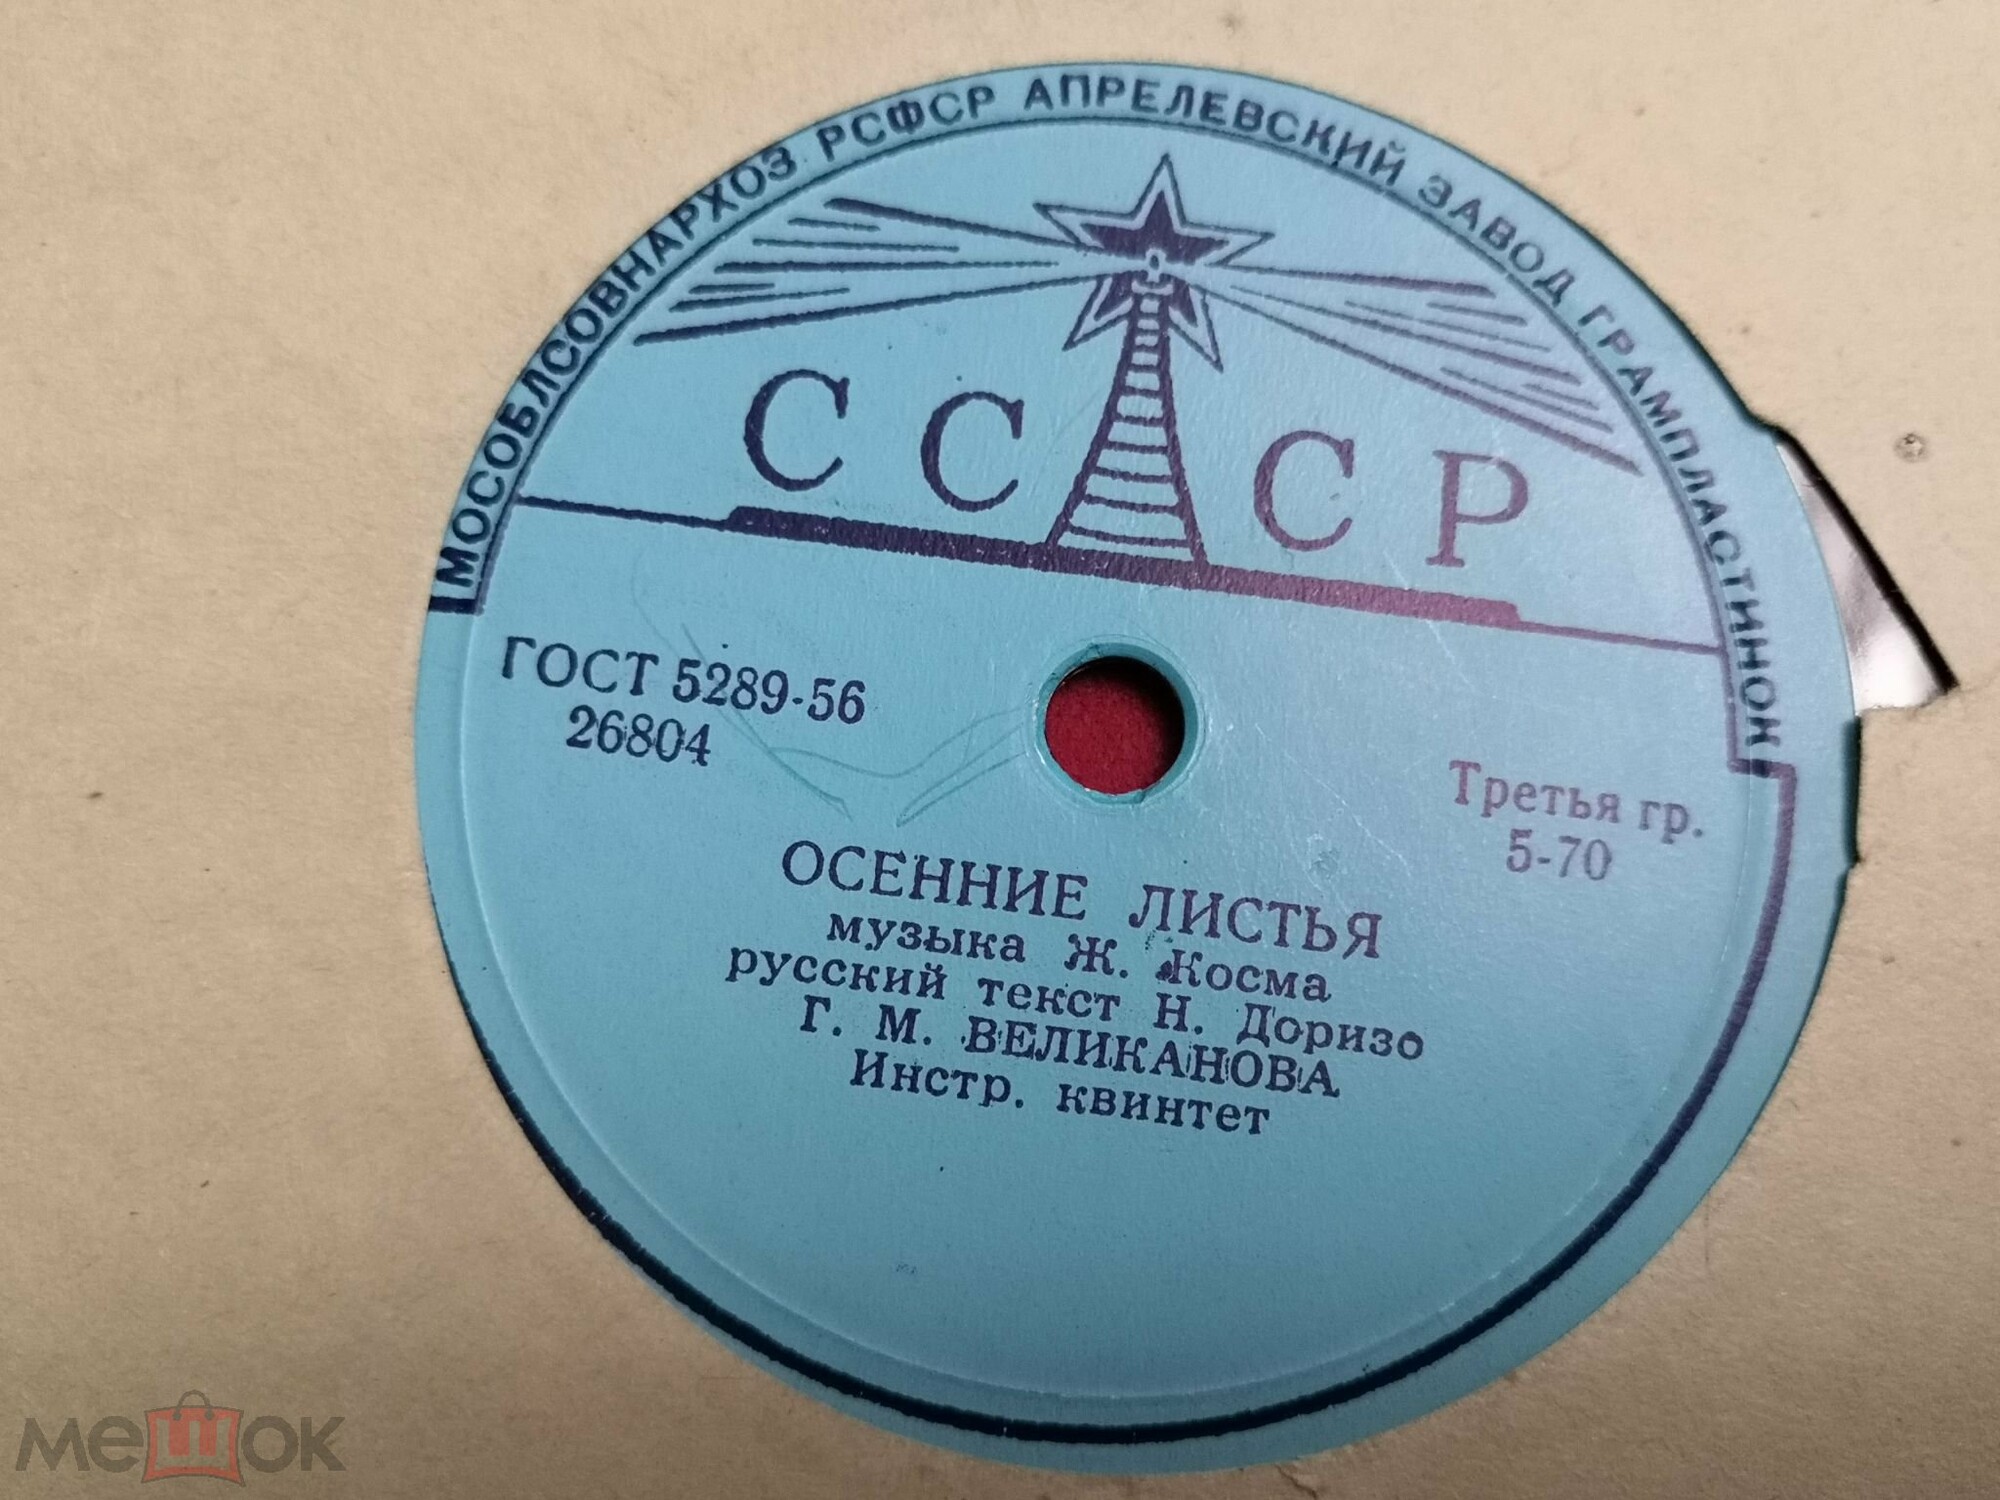 МОСОБЛСОВНАРХОЗ РСФСР АПРЕЛЕВСКИЙ ЗАВОД ГРАМПЛАСТИНОК
СССР
ГОСТ 5289-56
26804
Третья гр.
5-70
ОСЕННИЕ ЛИСТЬЯ
музыка Ж. Косма
русский текст Н. Доризо
Г. М. ВЕЛИКАНОВА
Инстр. квинтет
мешок